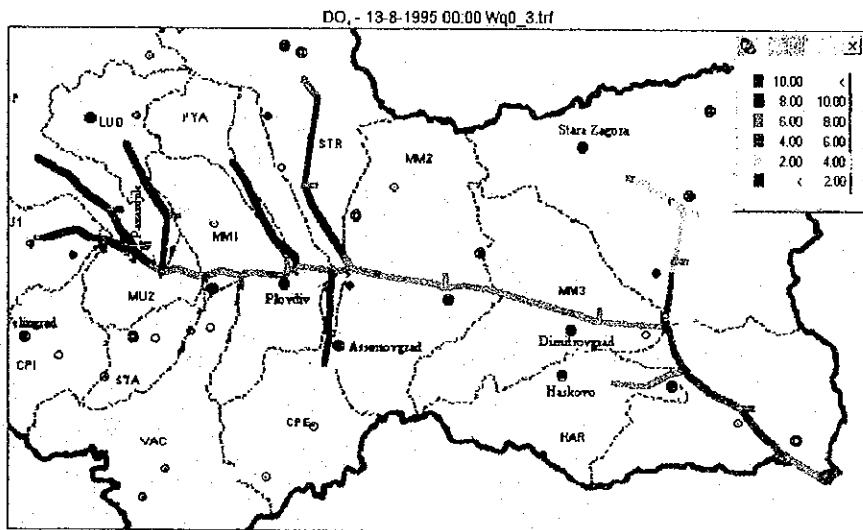 DO, - 13-8-1995 00:00 Wq0_3.trf
10.00 <
8.00 10.00
6.00 8.00
4.00 6.00
2.00 4.00
< 2.00
LUD
PYA
STR
MM2
Stara Zagora
MM1
MU2
Plovdiv
MM3
Assenovgrad
Dimitrovgrad
CPI
STA
Haskovo
VAC
CPE
HAR